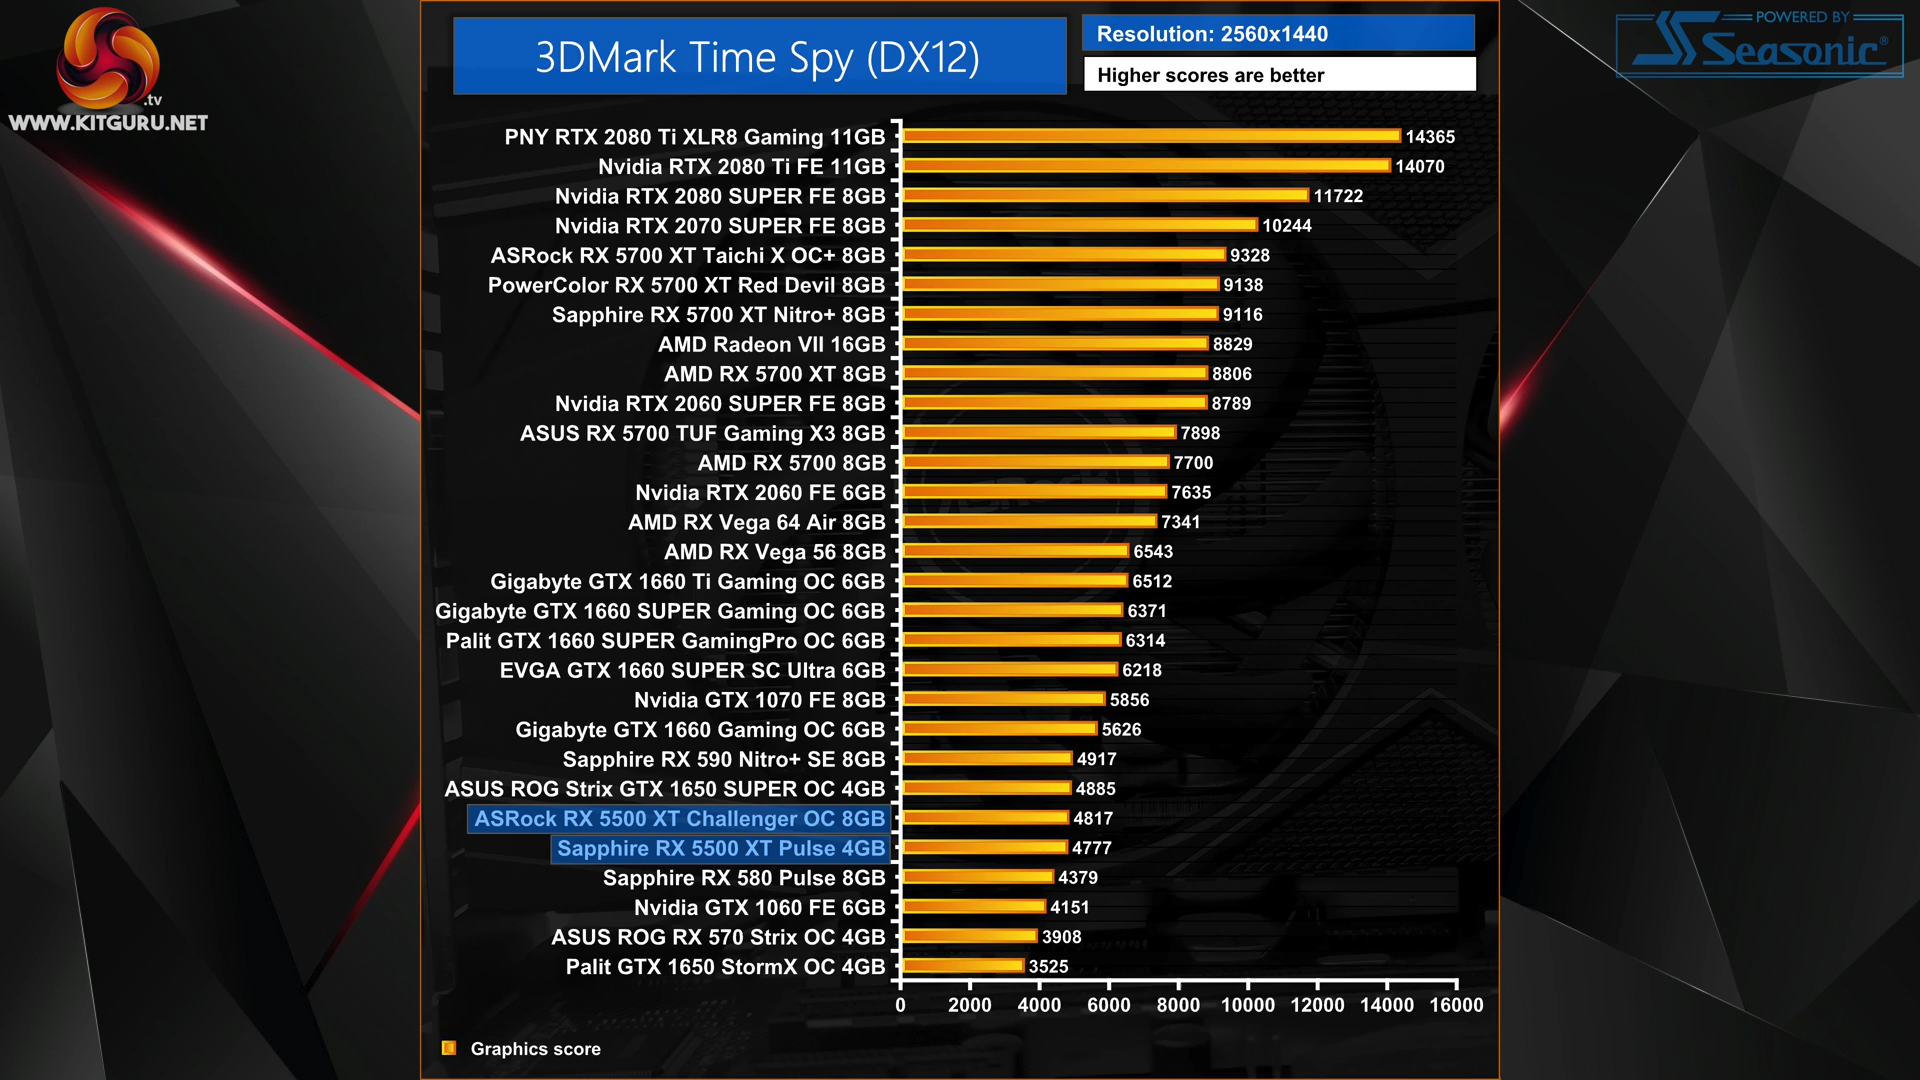 .tv
WWW.KITGURU.NET
3DMark Time Spy (DX12)
Resolution: 2560x1440
Higher scores are better
POWERED BY
Seasonic®
PNY RTX 2080 Ti XLR8 Gaming 11GB 14365
Nvidia RTX 2080 Ti FE 11GB 14070
Nvidia RTX 2080 SUPER FE 8GB 11722
Nvidia RTX 2070 SUPER FE 8GB 10244
ASRock RX 5700 XT Taichi X OC+ 8GB 9328
PowerColor RX 5700 XT Red Devil 8GB 9138
Sapphire RX 5700 XT Nitro+ 8GB 9116
AMD Radeon VII 16GB 8829
AMD RX 5700 XT 8GB 8806
Nvidia RTX 2060 SUPER FE 8GB 8789
ASUS RX 5700 TUF Gaming X3 8GB 7898
AMD RX 5700 8GB 7700
Nvidia RTX 2060 FE 6GB 7635
AMD RX Vega 64 Air 8GB 7341
AMD RX Vega 56 8GB 6543
Gigabyte GTX 1660 Ti Gaming OC 6GB 6512
Gigabyte GTX 1660 SUPER Gaming OC 6GB 6371
Palit GTX 1660 SUPER GamingPro OC 6GB 6314
EVGA GTX 1660 SUPER SC Ultra 6GB 6218
Nvidia GTX 1070 FE 8GB 5856
Gigabyte GTX 1660 Gaming OC 6GB 5626
Sapphire RX 590 Nitro+ SE 8GB 4917
ASUS ROG Strix GTX 1650 SUPER OC 4GB 4885
ASRock RX 5500 XT Challenger OC 8GB 4817
Sapphire RX 5500 XT Pulse 4GB 4777
Sapphire RX 580 Pulse 8GB 4379
Nvidia GTX 1060 FE 6GB 4151
ASUS ROG RX 570 Strix OC 4GB 3908
Palit GTX 1650 StormX OC 4GB 3525
0 2000 4000 6000 8000 10000 12000 14000 16000
Graphics score